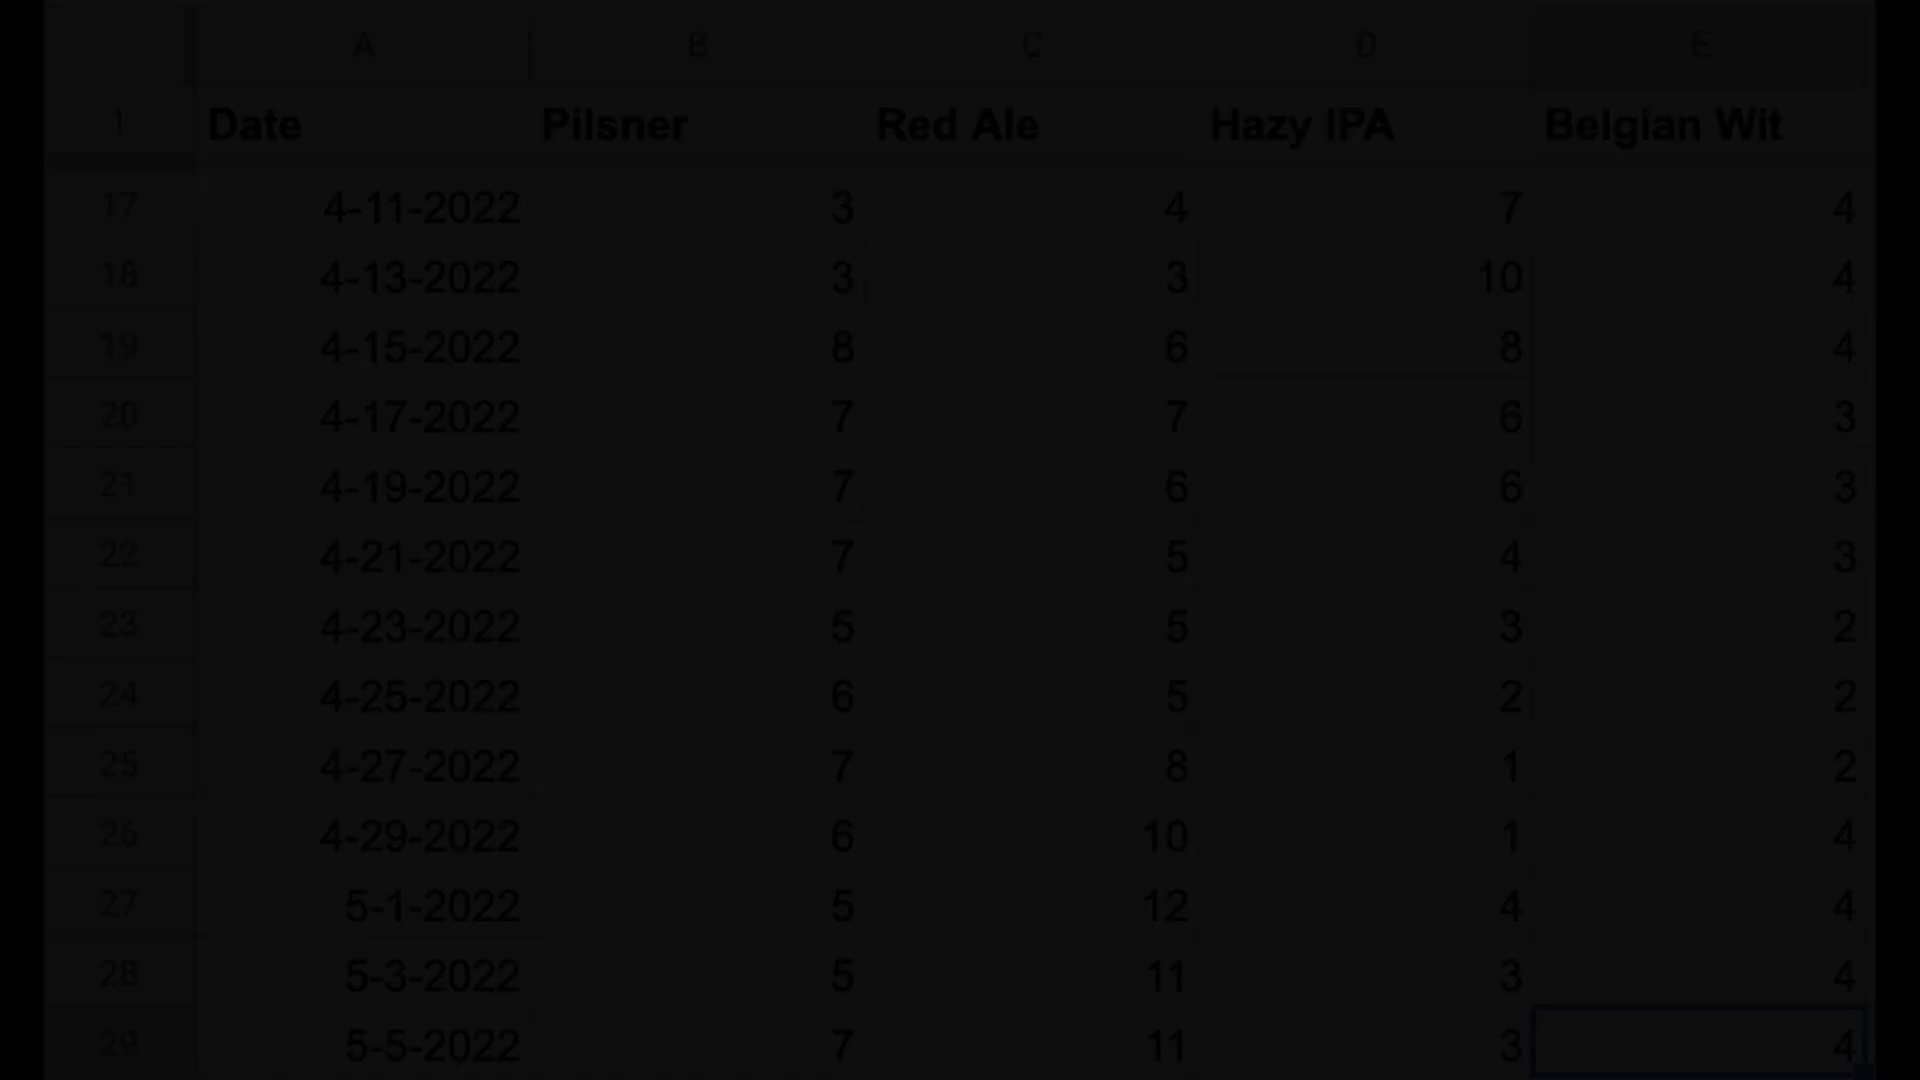 A B C D E
1 Date Pilsner Red Ale Hazy IPA Belgian Wit
17 4-11-2022 3 4 7 4
18 4-13-2022 3 3 10 4
19 4-15-2022 8 6 8 4
20 4-17-2022 7 7 6 3
21 4-19-2022 7 6 6 3
22 4-21-2022 7 5 4 3
23 4-23-2022 5 5 3 2
24 4-25-2022 6 5 2 2
25 4-27-2022 7 8 1 2
26 4-29-2022 6 10 1 4
27 5-1-2022 5 12 4 4
28 5-3-2022 5 11 3 4
29 5-5-2022 7 11 3 4